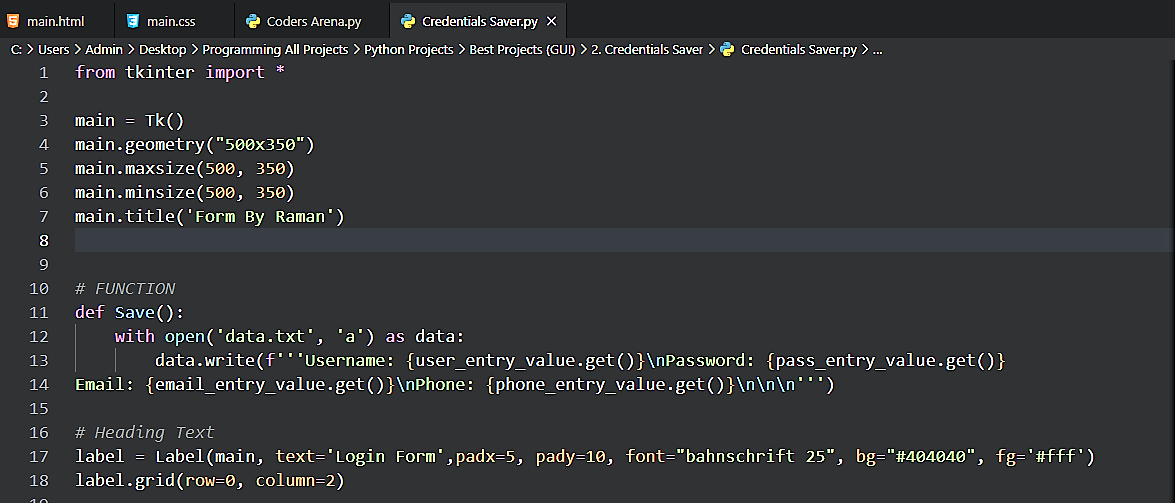 main.html main.css Coders Arena.py Credentials Saver.py ×
C: > Users > Admin > Desktop > Programming All Projects > Python Projects > Best Projects (GUI) > 2. Credentials Saver > Credentials Saver.py > ...
1 from tkinter import *
2
3 main = Tk()
4 main.geometry("500x350")
5 main.maxsize(500, 350)
6 main.minsize(500, 350)
7 main.title('Form By Raman')
8
9
10 # FUNCTION
11 def Save():
12     with open('data.txt', 'a') as data:
13         data.write(f'''Username: {user_entry_value.get()}\nPassword: {pass_entry_value.get()}
14 Email: {email_entry_value.get()}\nPhone: {phone_entry_value.get()}\n\n\n''')
15
16 # Heading Text
17 label = Label(main, text='Login Form',padx=5, pady=10, font="bahnschrift 25", bg="#404040", fg='#fff')
18 label.grid(row=0, column=2)